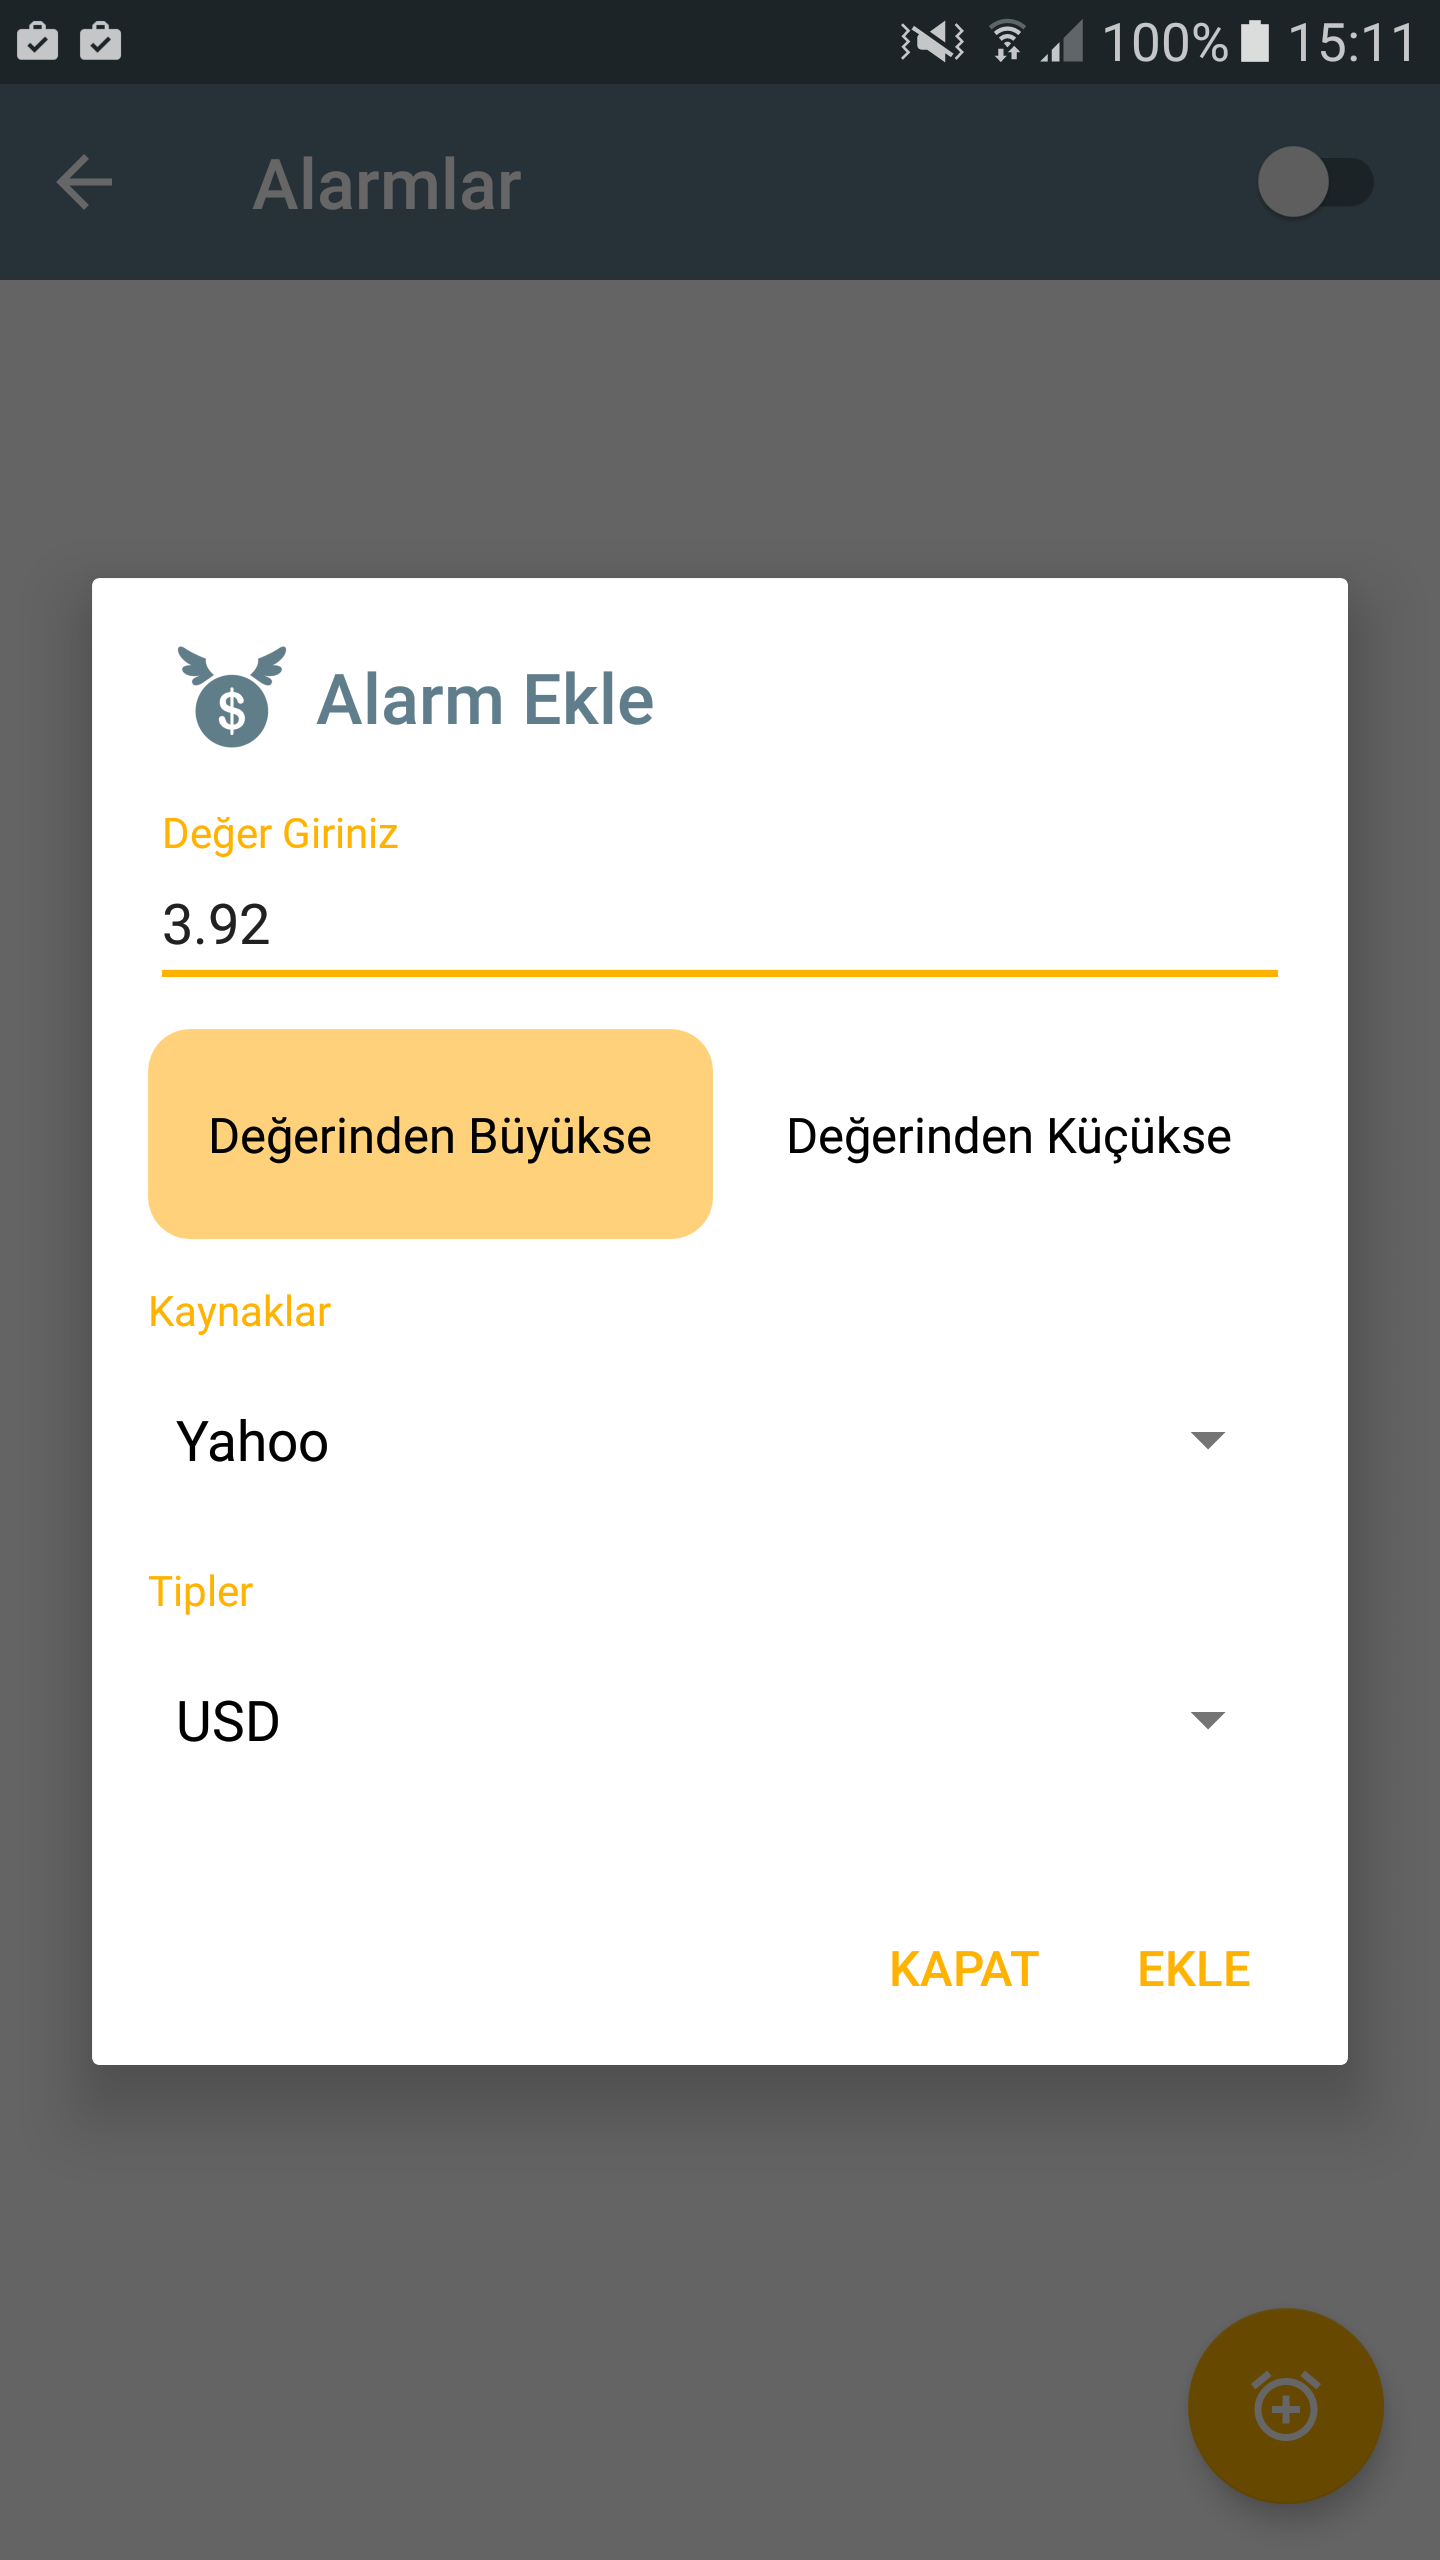 100% 15:11
Alarmlar
$ Alarm Ekle
Değer Giriniz
3.92
Değerinden Büyükse Değerinden Küçükse
Kaynaklar
Yahoo
Tipler
USD
KAPAT EKLE